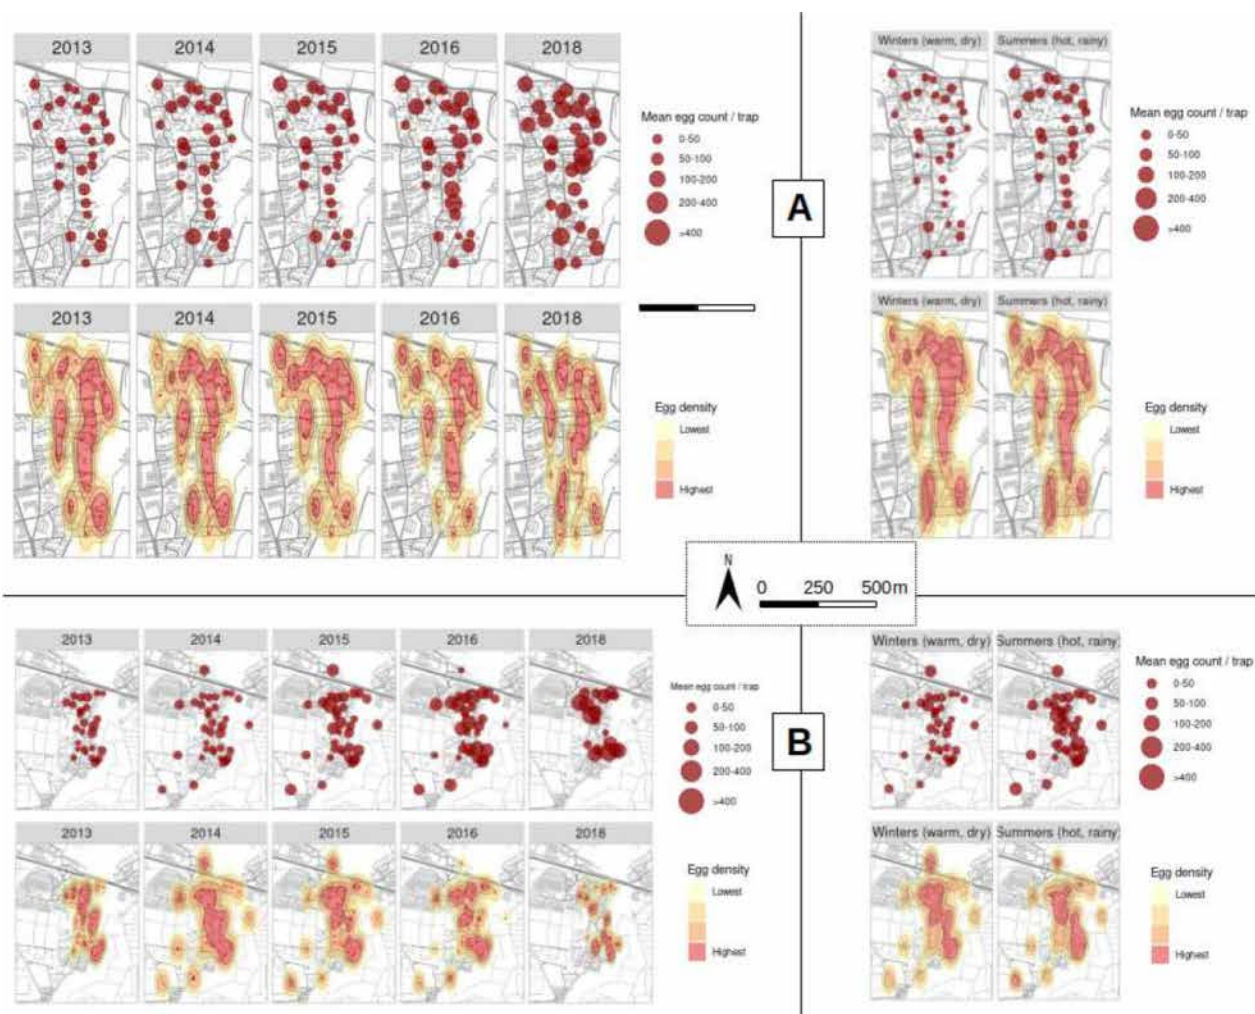 2013 2014 2015 2016 2018
Mean egg count / trap
0-50
50-100
100-200
200-400
>400
A
Winters (warm, dry) Summers (hot, rainy)
Mean egg count / trap
0-50
50-100
100-200
200-400
>400
2013 2014 2015 2016 2018
Egg density
Lowest
Highest
Winters (warm, dry) Summers (hot, rainy)
Egg density
Lowest
Highest
N
0 250 500m
2013 2014 2015 2016 2018
Mean egg count / trap
0-50
50-100
100-200
200-400
>400
B
Winters (warm, dry) Summers (hot, rainy
Mean egg count / trap
0-50
50-100
100-200
200-400
>400
2013 2014 2015 2016 2018
Egg density
Lowest
Highest
Winters (warm, dry) Summers (hot, rainy
Egg density
Lowest
Highest